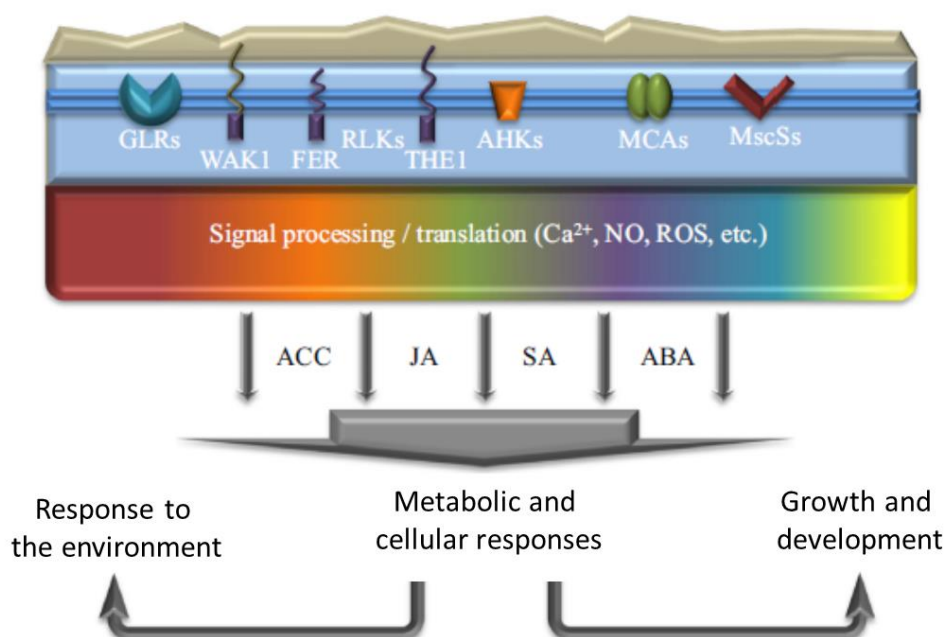 GLRs
WAK1
FER
RLKs
THE1
AHKs
MCAs
MscSs
Signal processing / translation (Ca²⁺, NO, ROS, etc.)
ACC
JA
SA
ABA
Response to
the environment
Metabolic and
cellular responses
Growth and
development